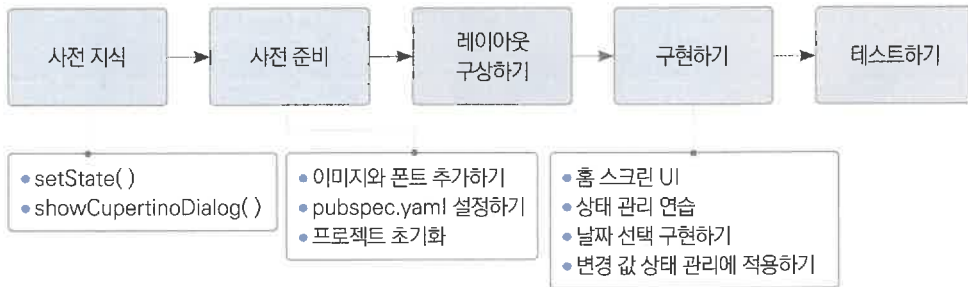 사전 지식
사전 준비
레이아웃
구상하기
구현하기
테스트하기
• setState( )
• showCupertinoDialog( )
• 이미지와 폰트 추가하기
• pubspec.yaml 설정하기
• 프로젝트 초기화
• 홈 스크린 UI
• 상태 관리 연습
• 날짜 선택 구현하기
• 변경 값 상태 관리에 적용하기